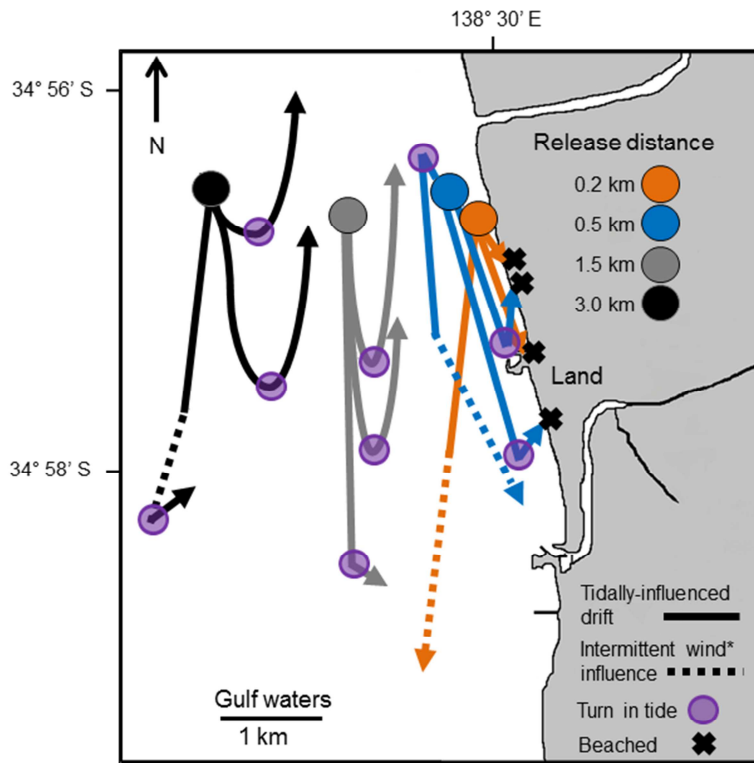 138° 30' E
34° 56' S
N
Release distance
0.2 km
0.5 km
1.5 km
3.0 km
Land
34° 58' S
Tidally-influenced
drift
Intermittent wind*
influence
Gulf waters
1 km
Turn in tide
Beached